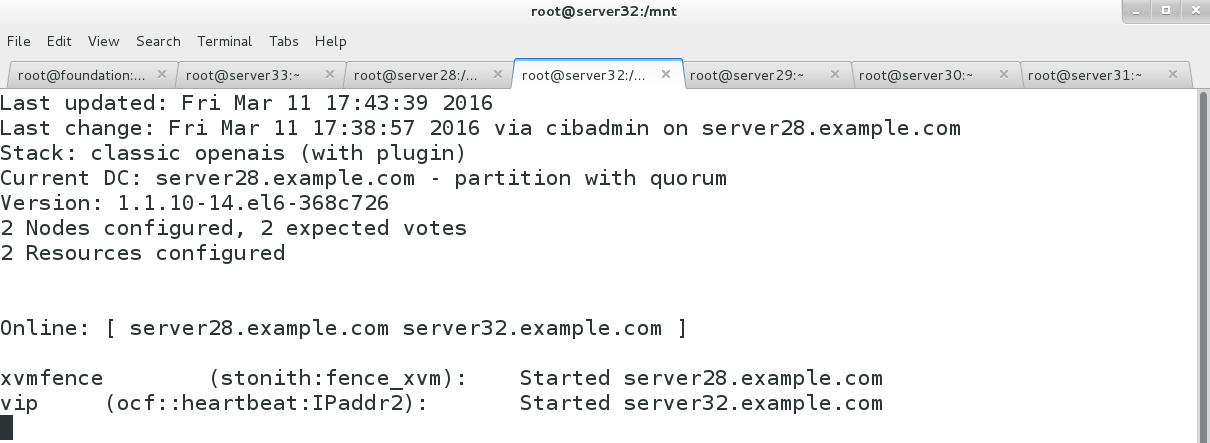 root@server32:/mnt
File Edit View Search Terminal Tabs Help
root@foundation:... root@server33:~ root@server28:/... root@server32:/... root@server29:~ root@server30:~ root@server31:~
Last updated: Fri Mar 11 17:43:39 2016
Last change: Fri Mar 11 17:38:57 2016 via cibadmin on server28.example.com
Stack: classic openais (with plugin)
Current DC: server28.example.com - partition with quorum
Version: 1.1.10-14.el6-368c726
2 Nodes configured, 2 expected votes
2 Resources configured
Online: [ server28.example.com server32.example.com ]
xvmfence (stonith:fence_xvm): Started server28.example.com
vip (ocf::heartbeat:IPaddr2): Started server32.example.com